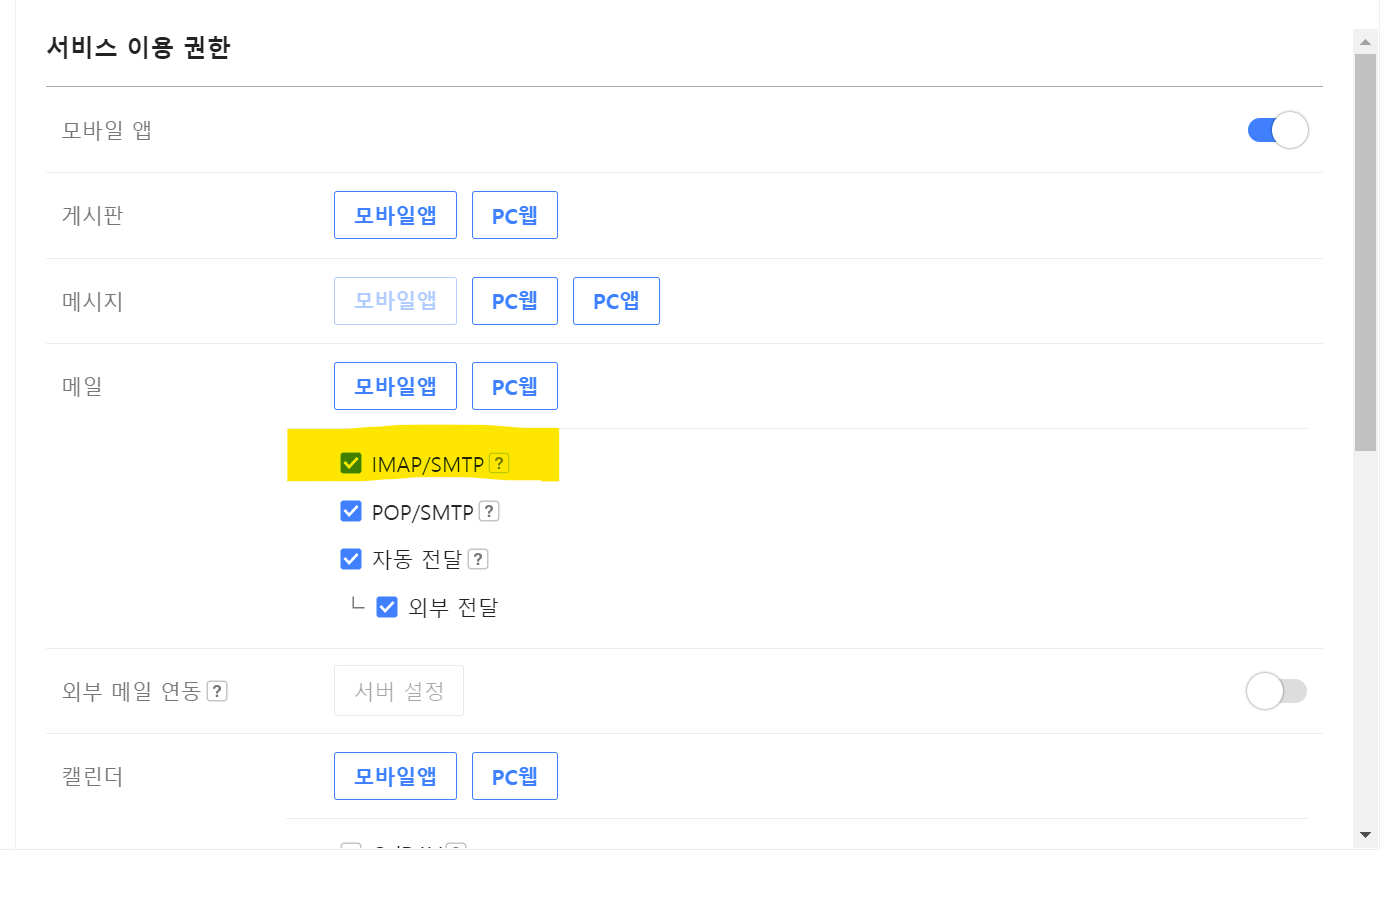 서비스 이용 권한
모바일 앱
게시판 모바일앱 PC웹
메시지 모바일앱 PC웹 PC앱
메일 모바일앱 PC웹
IMAP/SMTP ?
POP/SMTP ?
자동 전달 ?
외부 전달
외부 메일 연동 ? 서버 설정
캘린더 모바일앱 PC웹